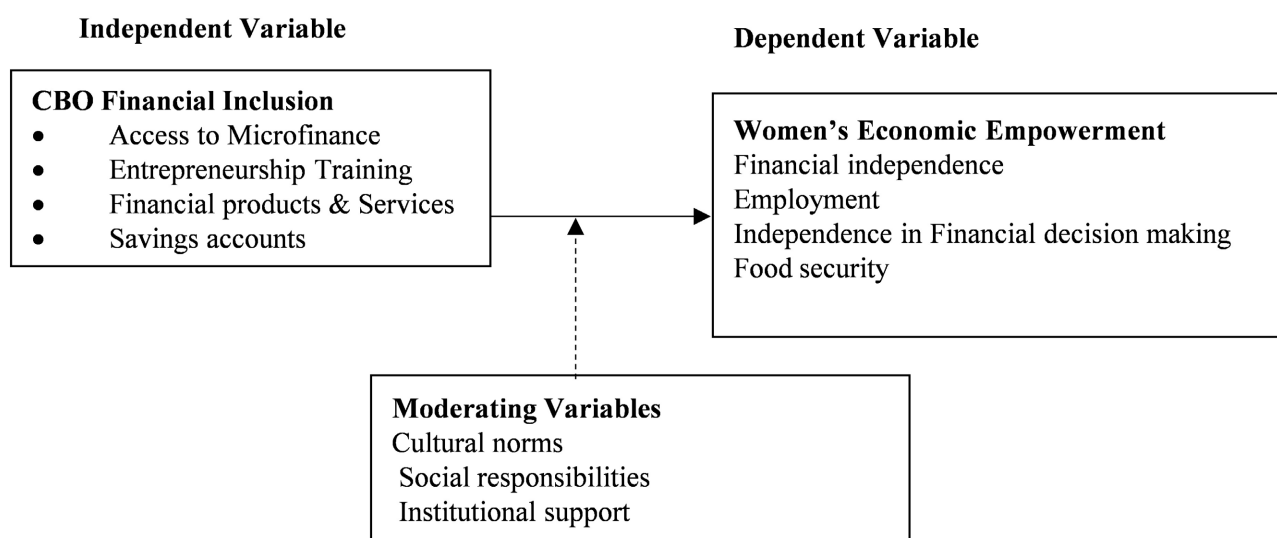 Independent Variable
Dependent Variable
CBO Financial Inclusion
• Access to Microfinance
• Entrepreneurship Training
• Financial products & Services
• Savings accounts
Women’s Economic Empowerment
Financial independence
Employment
Independence in Financial decision making
Food security
Moderating Variables
Cultural norms
Social responsibilities
Institutional support